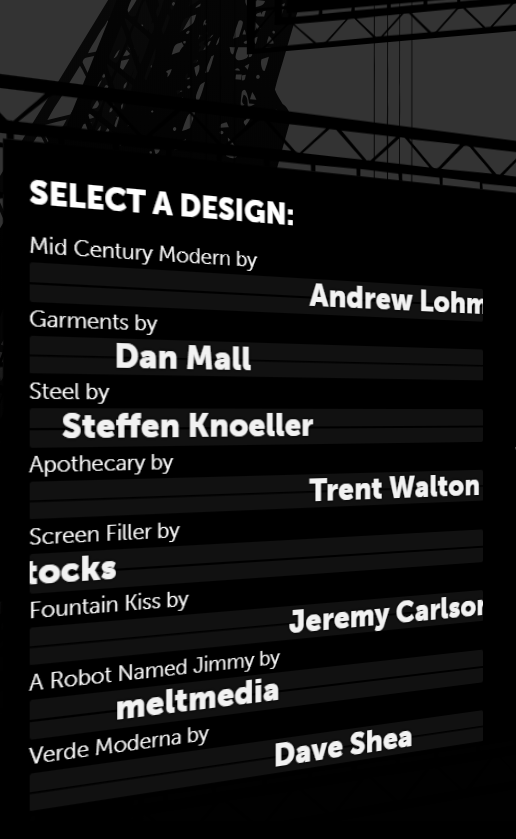 SELECT A DESIGN:
Mid Century Modern by
Andrew Lohm
Garments by
Dan Mall
Steel by
Steffen Knoeller
Apothecary by
Trent Walton
Screen Filler by
tocks
Fountain Kiss by
Jeremy Carlson
A Robot Named Jimmy by
meltmedia
Verde Moderna by
Dave Shea